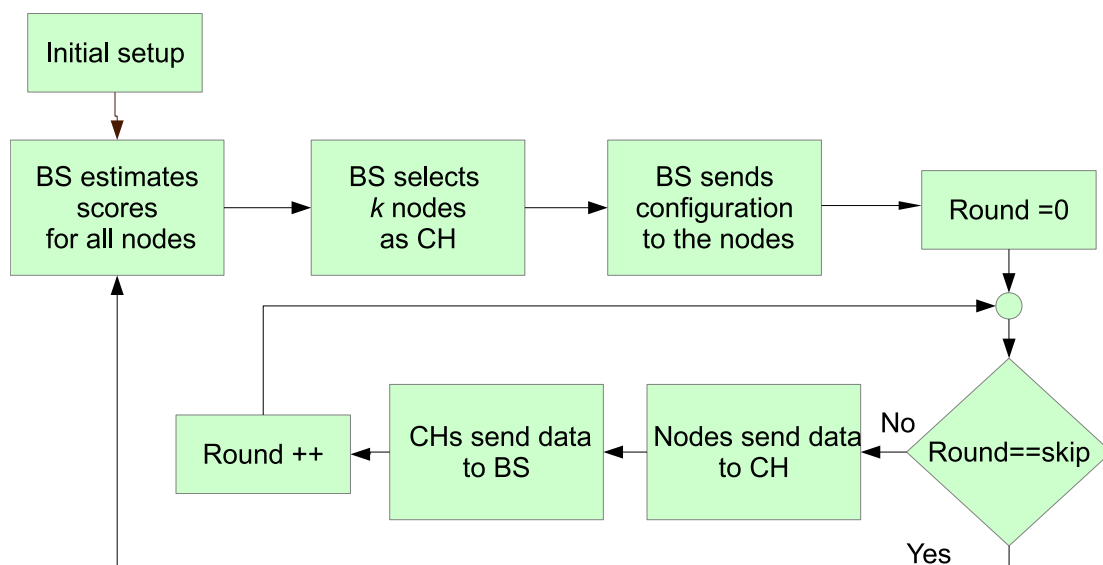 Initial setup
BS estimates
scores
for all nodes
BS selects
k nodes
as CH
BS sends
configuration
to the nodes
Round =0
Round==skip
No
Nodes send data
to CH
CHs send data
to BS
Round ++
Yes